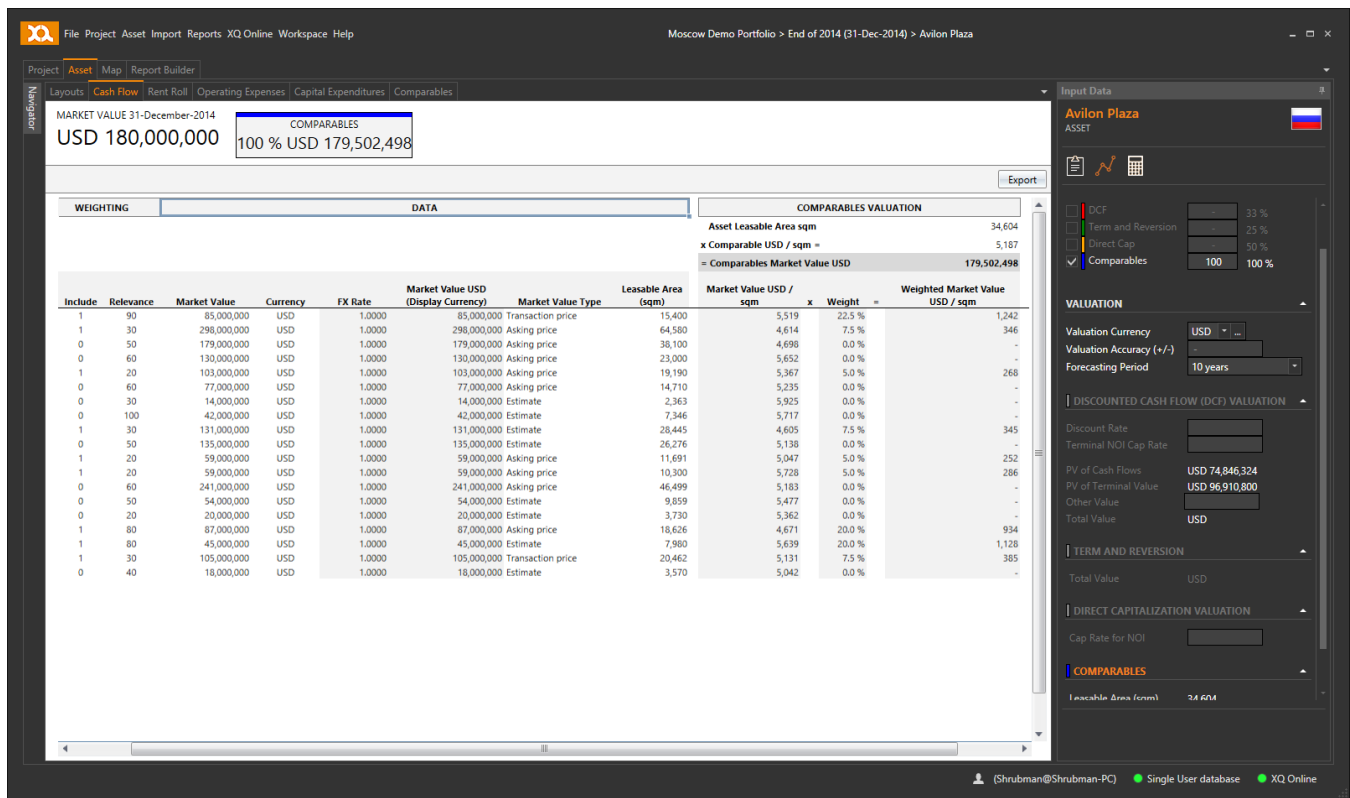 XQ File Project Asset Import Reports XQ Online Workspace Help Moscow Demo Portfolio > End of 2014 (31-Dec-2014) > Avilon Plaza
Project Asset Map Report Builder
Navigator
Layouts Cash Flow Rent Roll Operating Expenses Capital Expenditures Comparables
MARKET VALUE 31-December-2014
USD 180,000,000
COMPARABLES
100 % USD 179,502,498
Export
WEIGHTING DATA COMPARABLES VALUATION
Asset Leasable Area sqm 34,604
x Comparable USD / sqm = 5,187
= Comparables Market Value USD 179,502,498
Market Value USD Leasable Area Market Value USD / Weighted Market Value
Include Relevance Market Value Currency FX Rate (Display Currency) Market Value Type (sqm) sqm x Weight = USD / sqm
1 90 85,000,000 USD 1.0000 85,000,000 Transaction price 15,400 5,519 22.5 % 1,242
1 30 298,000,000 USD 1.0000 298,000,000 Asking price 64,580 4,614 7.5 % 346
0 50 179,000,000 USD 1.0000 179,000,000 Asking price 38,100 4,698 0.0 % -
0 60 130,000,000 USD 1.0000 130,000,000 Asking price 23,000 5,652 0.0 % -
1 20 103,000,000 USD 1.0000 103,000,000 Asking price 19,190 5,367 5.0 % 268
0 60 77,000,000 USD 1.0000 77,000,000 Asking price 14,710 5,235 0.0 % -
0 30 14,000,000 USD 1.0000 14,000,000 Estimate 2,363 5,925 0.0 % -
0 100 42,000,000 USD 1.0000 42,000,000 Estimate 7,346 5,717 0.0 % -
1 30 131,000,000 USD 1.0000 131,000,000 Estimate 28,445 4,605 7.5 % 345
0 50 135,000,000 USD 1.0000 135,000,000 Estimate 26,276 5,138 0.0 % -
1 20 59,000,000 USD 1.0000 59,000,000 Asking price 11,691 5,047 5.0 % 252
1 20 59,000,000 USD 1.0000 59,000,000 Asking price 10,300 5,728 5.0 % 286
0 60 241,000,000 USD 1.0000 241,000,000 Asking price 46,499 5,183 0.0 % -
0 50 54,000,000 USD 1.0000 54,000,000 Estimate 9,859 5,477 0.0 % -
0 20 20,000,000 USD 1.0000 20,000,000 Estimate 3,730 5,362 0.0 % -
1 80 87,000,000 USD 1.0000 87,000,000 Asking price 18,626 4,671 20.0 % 934
1 80 45,000,000 USD 1.0000 45,000,000 Estimate 7,980 5,639 20.0 % 1,128
1 30 105,000,000 USD 1.0000 105,000,000 Transaction price 20,462 5,131 7.5 % 385
0 40 18,000,000 USD 1.0000 18,000,000 Estimate 3,570 5,042 0.0 % -
Input Data
Avilon Plaza
ASSET
DCF - 33 %
Term and Reversion - 25 %
Direct Cap - 50 %
Comparables 100 100 %
VALUATION
Valuation Currency USD ...
Valuation Accuracy (+/-) -
Forecasting Period 10 years
DISCOUNTED CASH FLOW (DCF) VALUATION
Discount Rate
Terminal NOI Cap Rate
PV of Cash Flows USD 74,846,324
PV of Terminal Value USD 96,910,800
Other Value
Total Value USD
TERM AND REVERSION
Total Value USD
DIRECT CAPITALIZATION VALUATION
Cap Rate for NOI
COMPARABLES
Leasable Area (sqm) 34,604
(Shrubman@Shrubman-PC) Single User database XQ Online